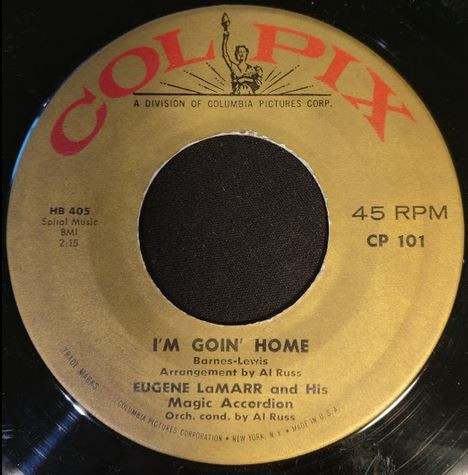 COLPIX
A DIVISION OF COLUMBIA PICTURES CORP.
HB 405
Spiral Music
BMI
2:15
45 RPM
CP 101
I'M GOIN' HOME
Barnes-Lewis
Arrangement by Al Russ
EUGENE LaMARR and His
Magic Accordion
Orch. cond. by Al Russ
TRADE MARKS COLUMBIA PICTURES CORPORATION • NEW YORK, N.Y. • MADE IN U.S.A.